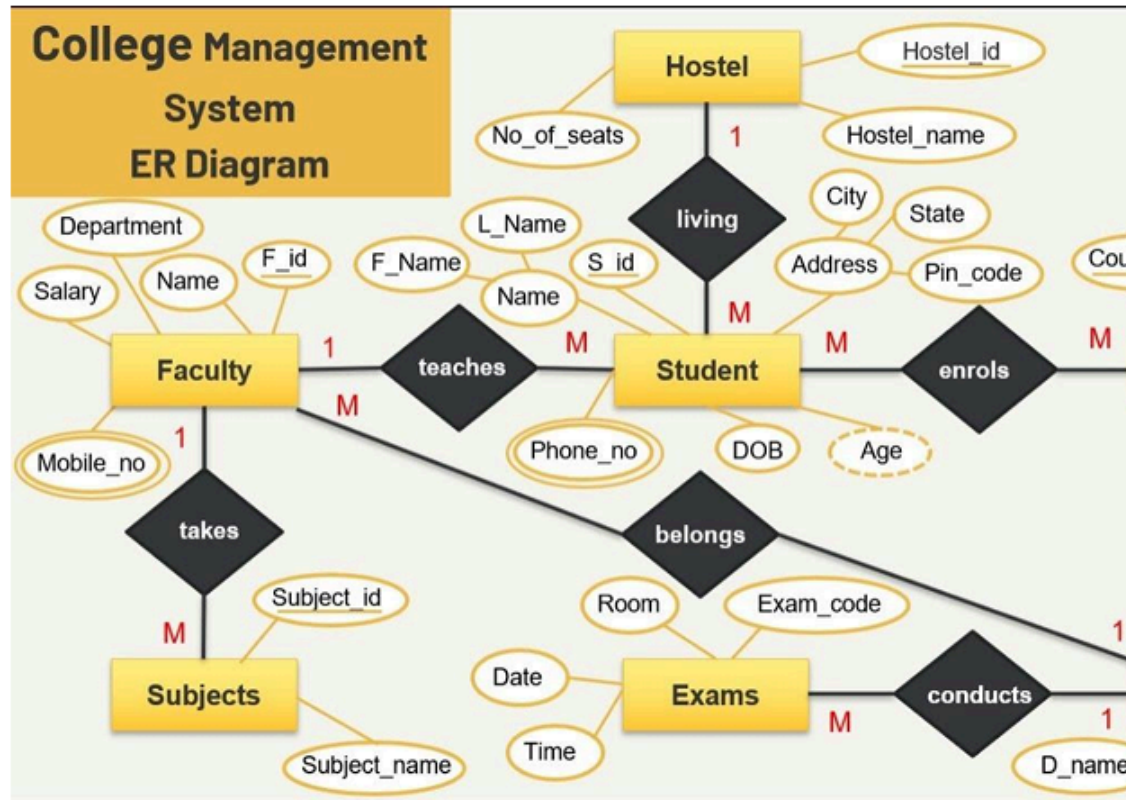 College Management
System
ER Diagram
Hostel
Hostel_id
No_of_seats
Hostel_name
1
living
M
City
State
Address
Pin_code
L_Name
F_Name
Name
S_id
Department
Salary
Name
F_id
Cou
Faculty
1
teaches
M
Student
M
enrols
M
M
1
Mobile_no
Phone_no
DOB
Age
takes
belongs
Subject_id
Room
Exam_code
M
1
Subjects
Date
Exams
conducts
M
1
Time
Subject_name
D_name